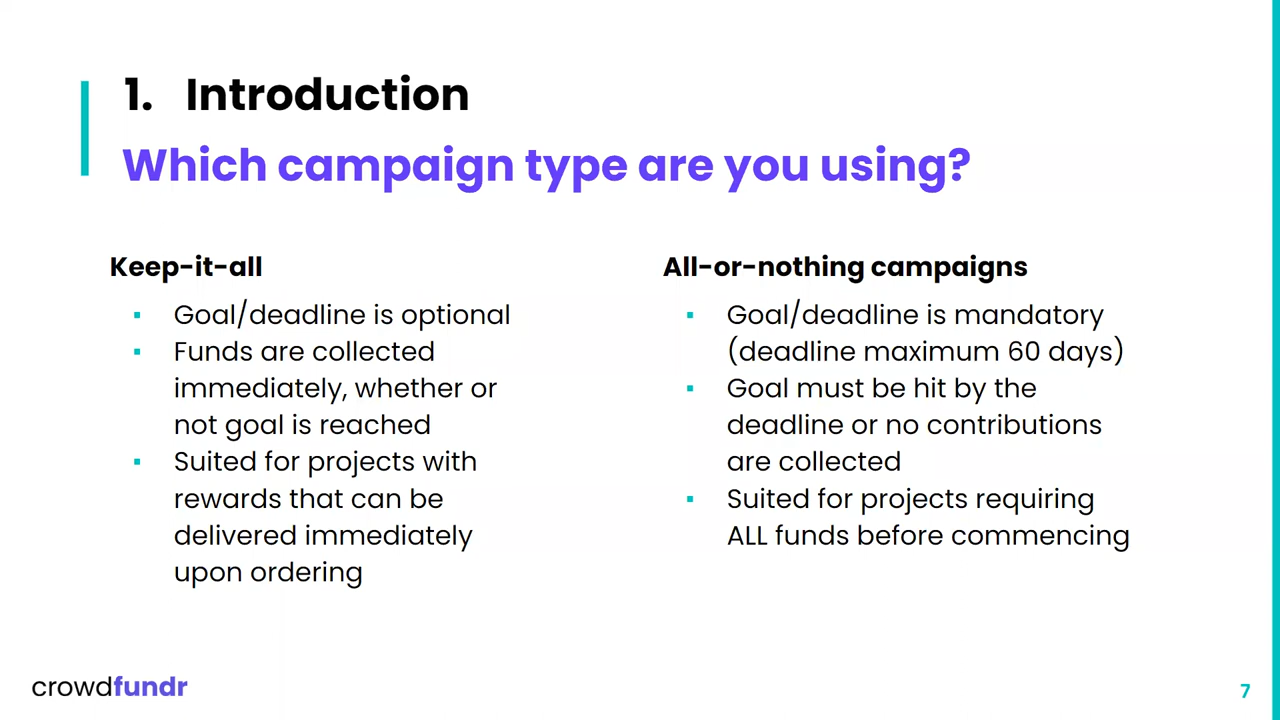 1. Introduction
Which campaign type are you using?
Keep-it-all
▪ Goal/deadline is optional
▪ Funds are collected
immediately, whether or
not goal is reached
▪ Suited for projects with
rewards that can be
delivered immediately
upon ordering
All-or-nothing campaigns
▪ Goal/deadline is mandatory
(deadline maximum 60 days)
▪ Goal must be hit by the
deadline or no contributions
are collected
▪ Suited for projects requiring
ALL funds before commencing
crowdfundr
7